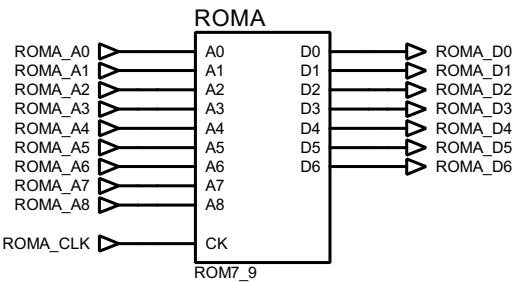 ROMA
ROMA_A0 A0 D0 ROMA_D0
ROMA_A1 A1 D1 ROMA_D1
ROMA_A2 A2 D2 ROMA_D2
ROMA_A3 A3 D3 ROMA_D3
ROMA_A4 A4 D4 ROMA_D4
ROMA_A5 A5 D5 ROMA_D5
ROMA_A6 A6 D6 ROMA_D6
ROMA_A7 A7
ROMA_A8 A8
ROMA_CLK CK
ROM7_9